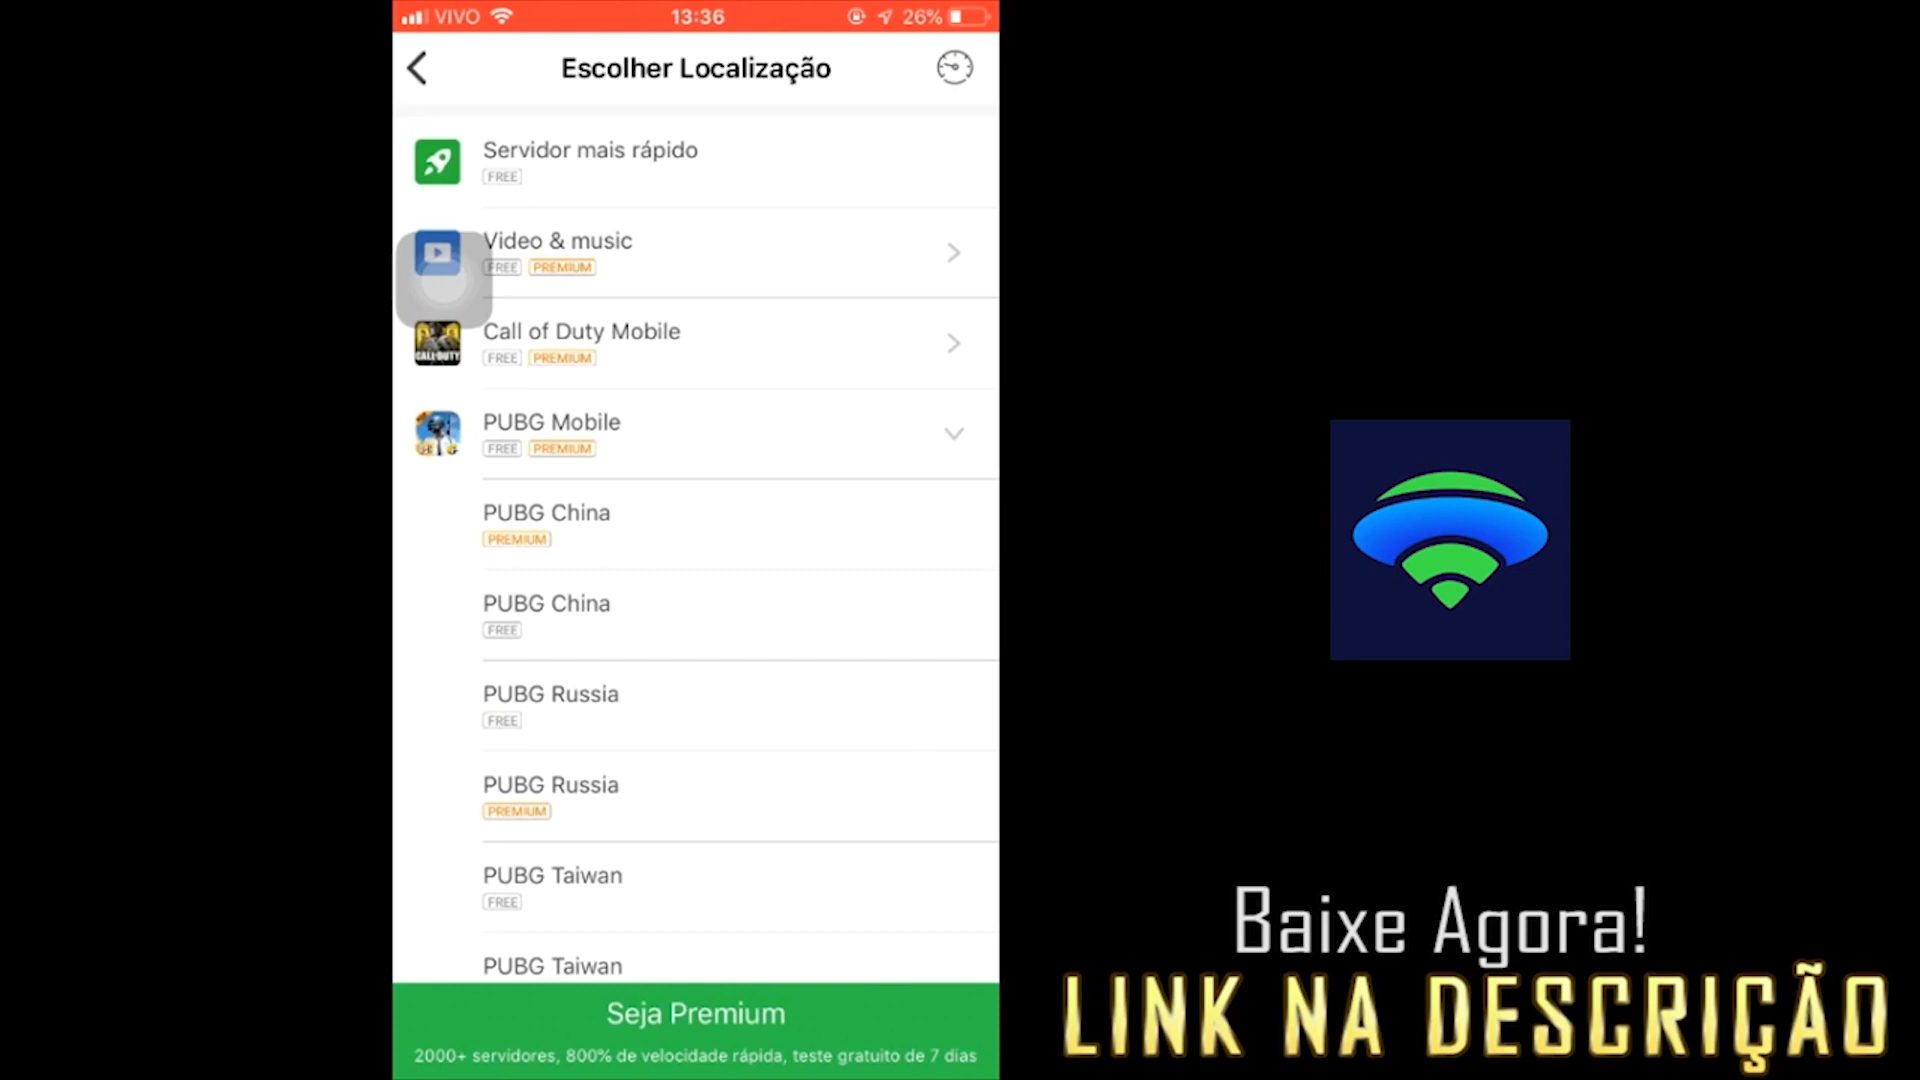 VIVO 13:36 26%
Escolher Localização
Servidor mais rápido
FREE
Video & music
FREE PREMIUM
CALL DUTY
Call of Duty Mobile
FREE PREMIUM
PUBG Mobile
FREE PREMIUM
PUBG China
PREMIUM
PUBG China
FREE
PUBG Russia
FREE
PUBG Russia
PREMIUM
PUBG Taiwan
FREE
PUBG Taiwan
Seja Premium
2000+ servidores, 800% de velocidade rápida, teste gratuito de 7 dias
Baixe Agora!
LINK NA DESCRIÇÃO